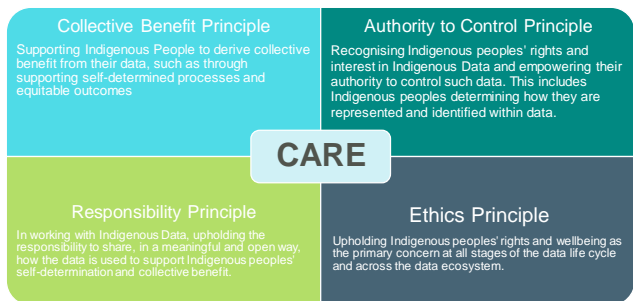 Collective Benefit Principle
Supporting Indigenous People to derive collective
benefit from their data, such as through
supporting self-determined processes and
equitable outcomes
Authority to Control Principle
Recognising Indigenous peoples' rights and
interest in Indigenous Data and empowering their
authority to control such data. This includes
Indigenous peoples determining how they are
represented and identified within data.
CARE
Responsibility Principle
In working with Indigenous Data, upholding the
responsibility to share, in a meaningful and open way,
how the data is used to support Indigenous peoples'
self-determination and collective benefit.
Ethics Principle
Upholding Indigenous peoples' rights and wellbeing as
the primary concern at all stages of the data life cycle
and across the data ecosystem.